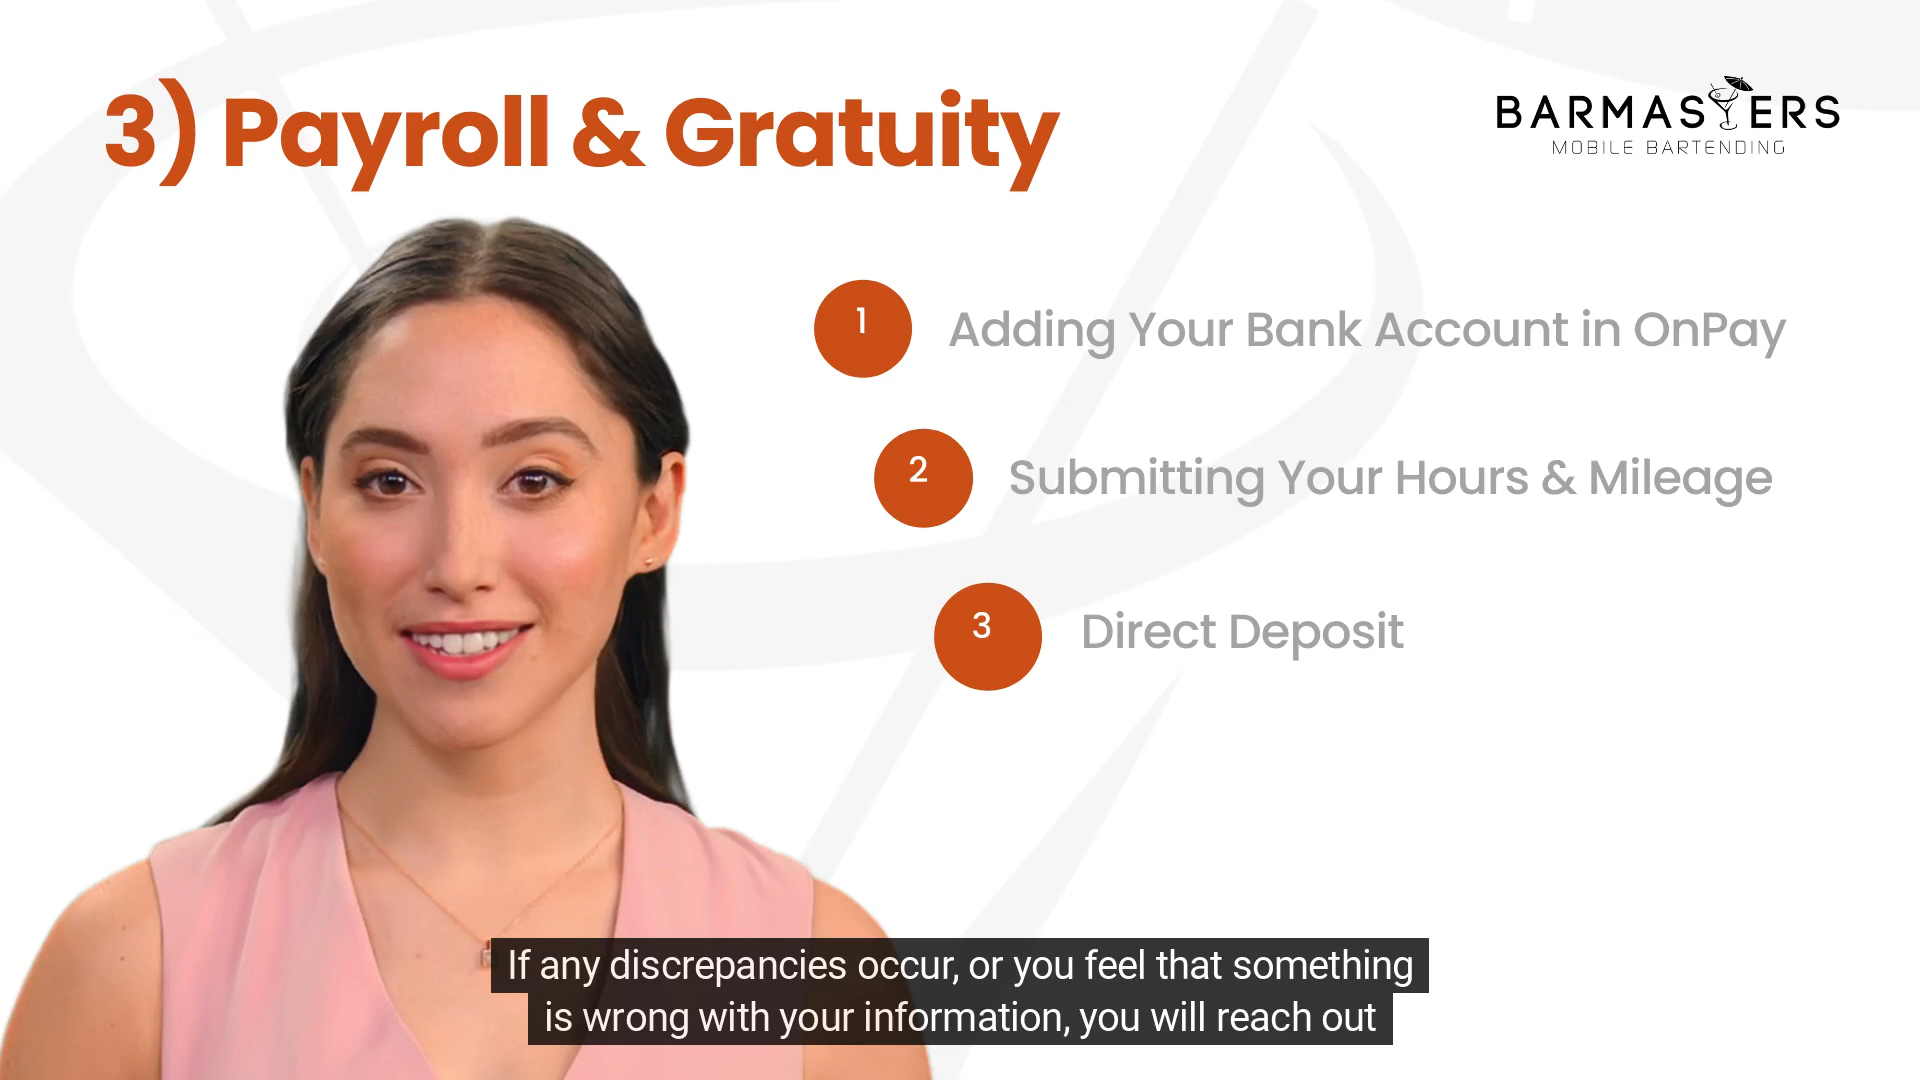 3) Payroll & Gratuity
BARMASTERS
MOBILE BARTENDING
1 Adding Your Bank Account in OnPay
2 Submitting Your Hours & Mileage
3 Direct Deposit
If any discrepancies occur, or you feel that something
is wrong with your information, you will reach out